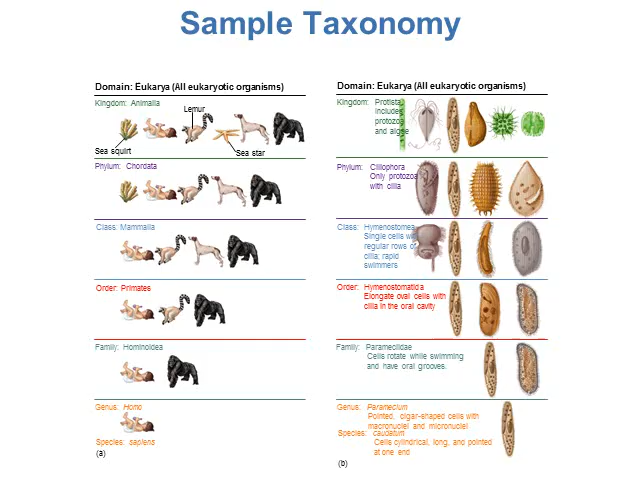 Sample Taxonomy
Domain: Eukarya (All eukaryotic organisms)
Kingdom: Animalia
Lemur
Sea squirt
Sea star
Phylum: Chordata
Class: Mammalia
Order: Primates
Family: Hominoidea
Genus: Homo
Species: sapiens
(a)
Domain: Eukarya (All eukaryotic organisms)
Kingdom: Protista
Includes
protozoa
and algae
Phylum: Ciliophora
Only protozoa
with cilia
Class: Hymenostomea
Single cells with
regular rows of
cilia; rapid
swimmers
Order: Hymenostomatida
Elongate oval cells with
cilia in the oral cavity
Family: Parameciidae
Cells rotate while swimming
and have oral grooves.
Genus: Paramecium
Pointed, cigar-shaped cells with
macronuclei and micronuclei
Species: caudatum
Cells cylindrical, long, and pointed
at one end
(b)